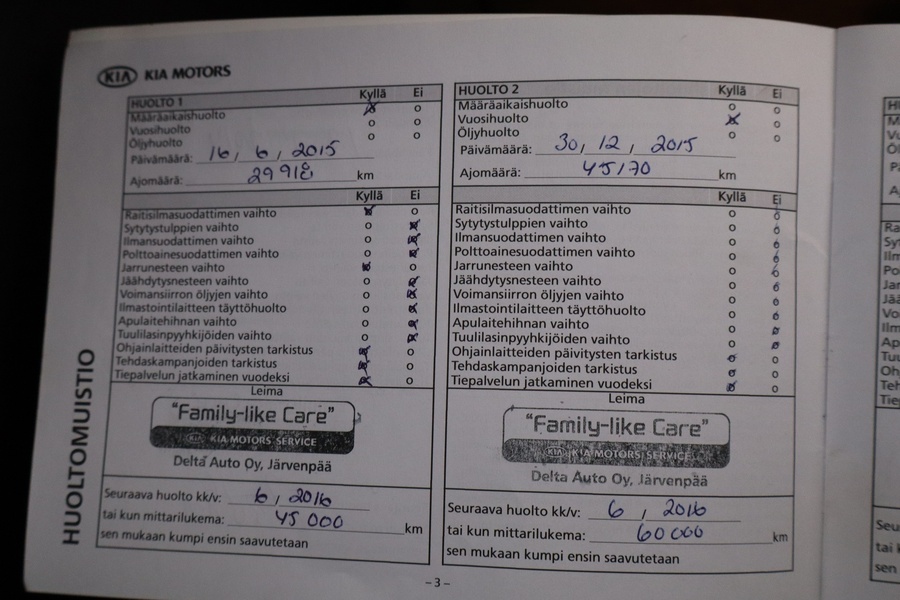 KIA KIA MOTORS
HUOLTO 1 Kyllä Ei
Määräaikaishuolto
Vuosihuolto
Öljyhuolto
Päivämäärä: 16, 6, 2015
Ajomäärä: 29918 km
Kyllä Ei
Raitisilmasuodattimen vaihto
Sytytystulppien vaihto
Ilmansuodattimen vaihto
Polttoainesuodattimen vaihto
Jarrunesteen vaihto
Jäähdytysnesteen vaihto
Voimansiirron öljyjen vaihto
Ilmastointilaitteen täyttöhuolto
Apulaitehihnan vaihto
Tuulilasinpyyhkijöiden vaihto
Ohjainlaitteiden päivitysten tarkistus
Tehdaskampanjoiden tarkistus
Tiepalvelun jatkaminen vuodeksi
Leima
"Family-like Care"
KIA KIA MOTORS SERVICE
Delta Auto Oy, Järvenpää
Seuraava huolto kk/v: 6, 2016
tai kun mittarilukema: 45 000 km
sen mukaan kumpi ensin saavutetaan
HUOLTO 2 Kyllä Ei
Määräaikaishuolto
Vuosihuolto
Öljyhuolto
Päivämäärä: 30, 12, 2015
Ajomäärä: 45170 km
Kyllä Ei
Raitisilmasuodattimen vaihto
Sytytystulppien vaihto
Ilmansuodattimen vaihto
Polttoainesuodattimen vaihto
Jarrunesteen vaihto
Jäähdytysnesteen vaihto
Voimansiirron öljyjen vaihto
Ilmastointilaitteen täyttöhuolto
Apulaitehihnan vaihto
Tuulilasinpyyhkijöiden vaihto
Ohjainlaitteiden päivitysten tarkistus
Tehdaskampanjoiden tarkistus
Tiepalvelun jatkaminen vuodeksi
Leima
"Family-like Care"
KIA KIA MOTORS SERVICE
Delta Auto Oy, Järvenpää
Seuraava huolto kk/v: 6, 2016
tai kun mittarilukema: 60 000 km
sen mukaan kumpi ensin saavutetaan
HUOLTOMUISTIO
– 3 –